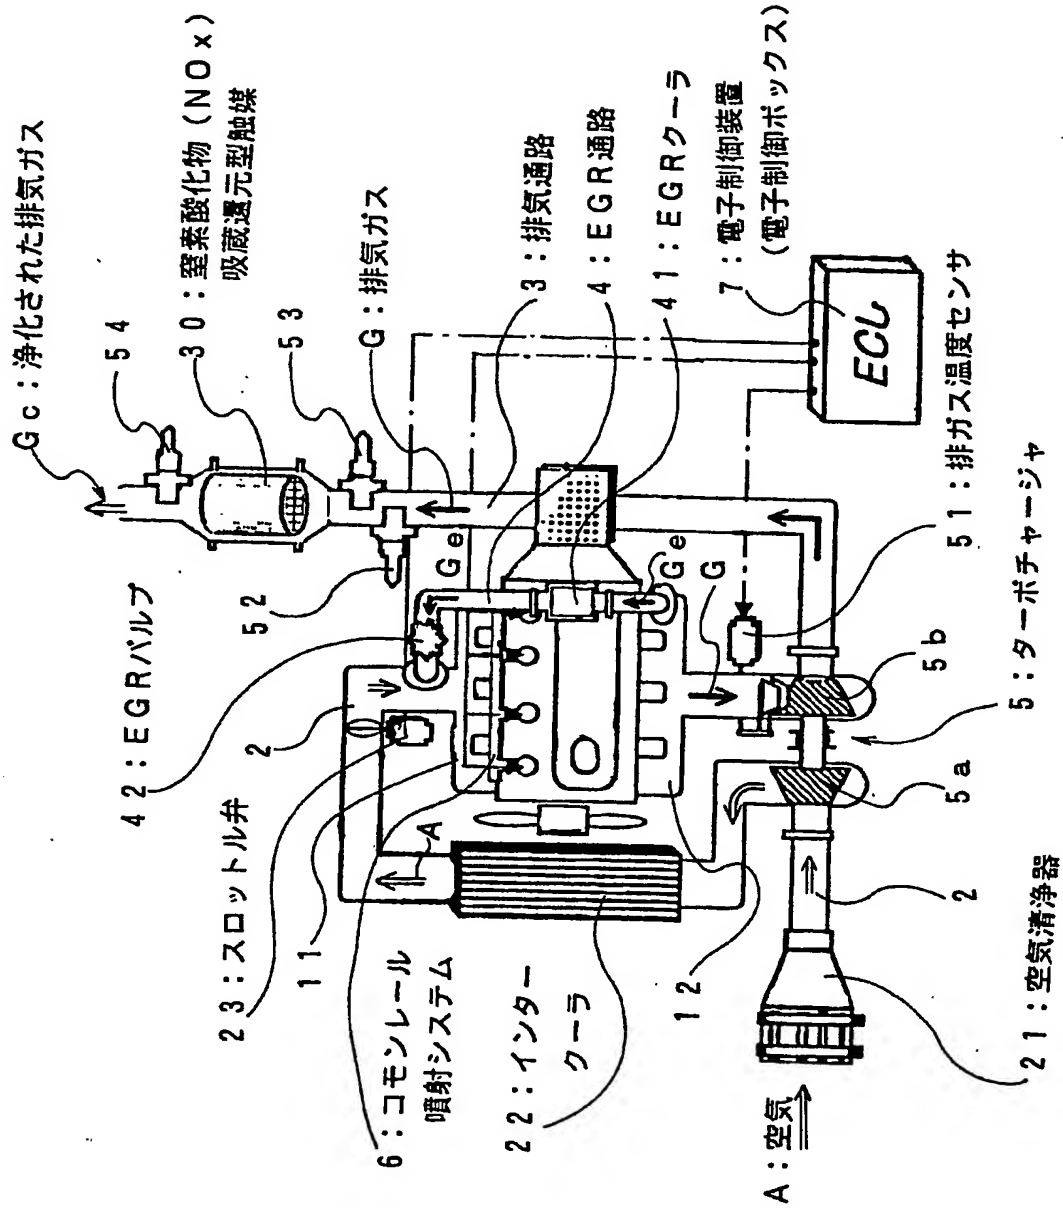 Gc：浄化された排気ガス
54
30：窒素酸化物（NOx）
吸蔵還元型触媒
53
G：排気ガス
3：排気通路
4：EGR通路
41：EGRクーラ
7：電子制御装置
（電子制御ボックス）
ECU
52
42：EGRバルブ
Ge
Ge
G
51：排ガス温度センサ
2
23：スロットル弁
11
A
5b
5：ターボチャージャ
5a
6：コモンレール
噴射システム
22：インター
クーラ
12
2
21：空気清浄器
A：空気